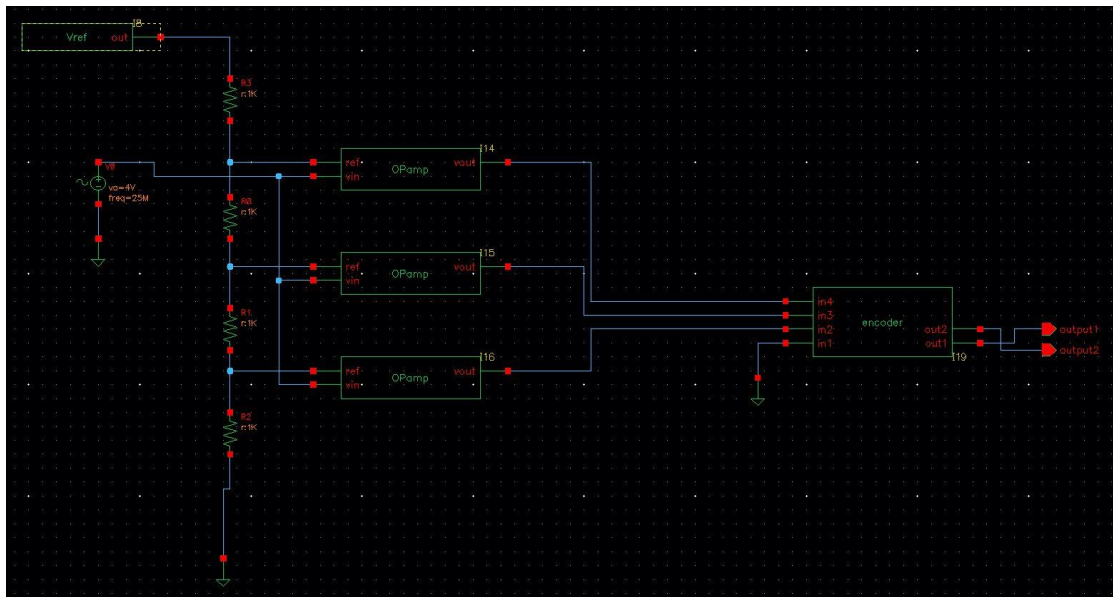 I8
Vref out
R3
r:1K
I14
ref vout
OPamp
vin
v0
va=4V
freq=25M
R0
r:1K
I15
ref vout
OPamp
vin
in4
R1
r:1K
in3
encoder
in2 out2 output1
in1 out1 output2
I16
I19
ref vout
OPamp
vin
R2
r:1K